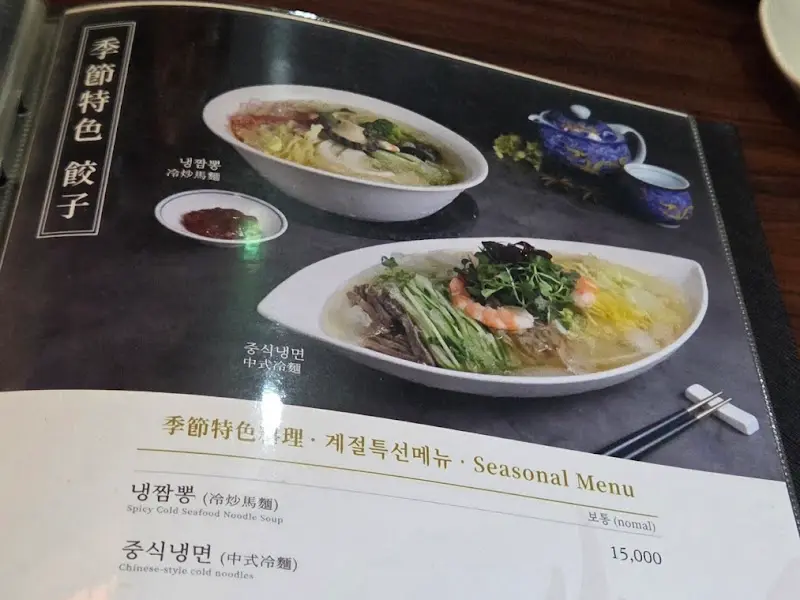 季節特色 餃子
냉짬뽕
冷炒馬麵
중식냉면
中式冷麵
季節特色料理 · 계절특선메뉴 · Seasonal Menu
보통 (nomal)
냉짬뽕 (冷炒馬麵)
Spicy Cold Seafood Noodle Soup
15,000
중식냉면 (中式冷麵)
Chinese-style cold noodles